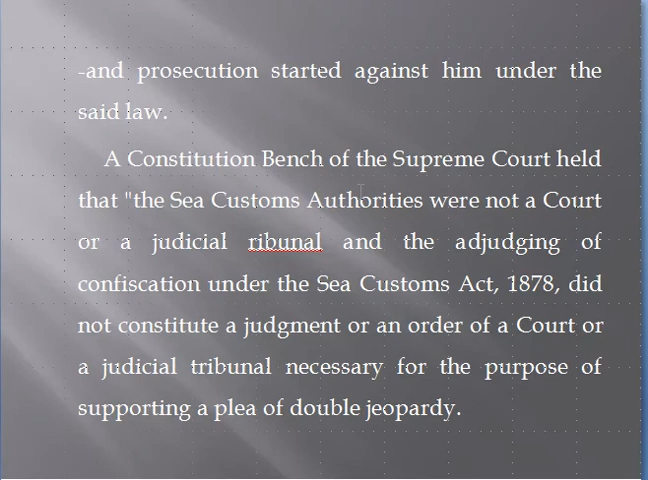 -and prosecution started against him under the
said law.
A Constitution Bench of the Supreme Court held
that "the Sea Customs Authorities were not a Court
or a judicial ribunal and the adjudging of
confiscation under the Sea Customs Act, 1878, did
not constitute a judgment or an order of a Court or
a judicial tribunal necessary for the purpose of
supporting a plea of double jeopardy.